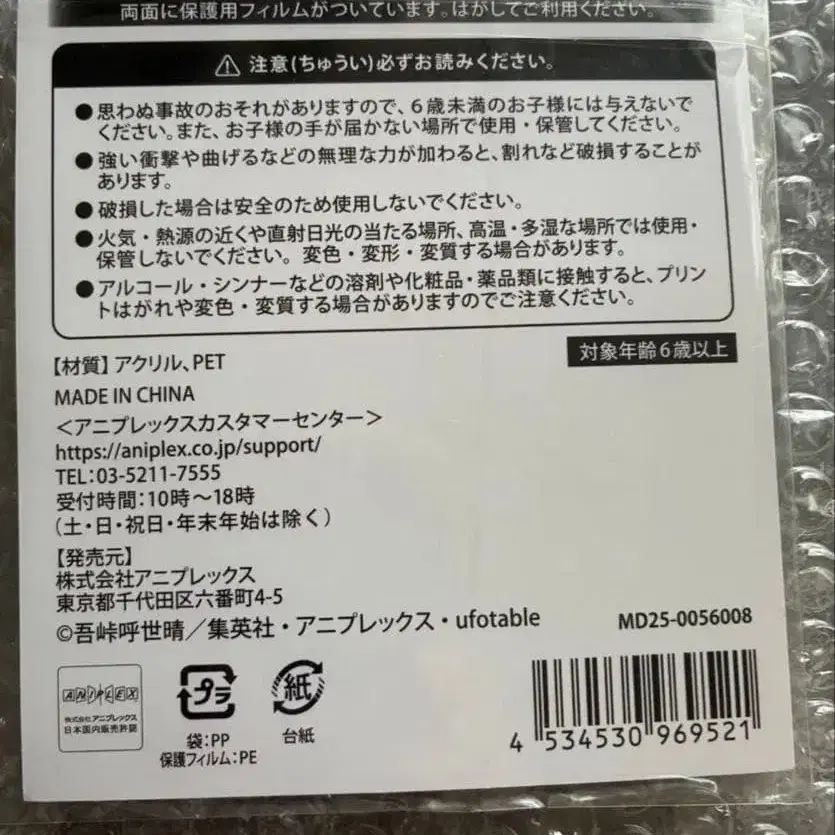 両面に保護用フィルムがついています。はがしてご利用ください。
注意(ちゅうい)必ずお読みください。
●思わぬ事故のおそれがありますので、6歳未満のお子様には与えないで
ください。また、お子様の手が届かない場所で使用・保管してください。
●強い衝撃や曲げるなどの無理な力が加わると、割れなど破損することが
あります。
●破損した場合は安全のため使用しないでください。
●火気・熱源の近くや直射日光の当たる場所、高温・多湿な場所では使用・
保管しないでください。変色・変形・変質する場合があります。
●アルコール・シンナーなどの溶剤や化粧品・薬品類に接触すると、プリン
トはがれや変色・変質する場合がありますのでご注意ください。
【材質】アクリル、PET
対象年齢6歳以上
MADE IN CHINA
＜アニプレックスカスタマーセンター＞
https://aniplex.co.jp/support/
TEL:03-5211-7555
受付時間:10時〜18時
(土・日・祝日・年末年始は除く)
【発売元】
株式会社アニプレックス
東京都千代田区六番町4-5
©吾峠呼世晴／集英社・アニプレックス・ufotable
MD25-0056008
ANIPLEX
株式会社アニプレックス
日本国内販売許諾
プラ
袋:PP
保護フィルム:PE
紙
台紙
4 534530 969521